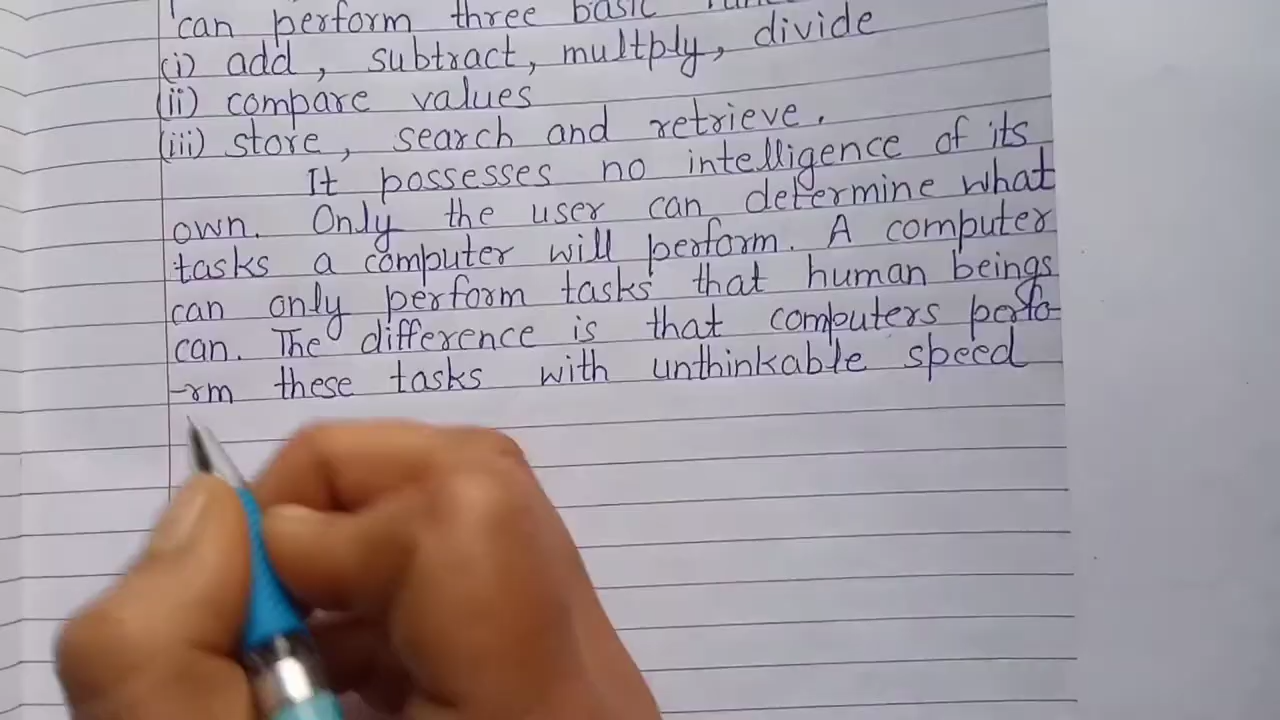 can perform three basic
(i) add, subtract, multply, divide
(ii) compare values
(iii) store, search and retrieve.
It possesses no intelligence of its
own. Only the user can determine what
tasks a computer will perform. A computer
can only perform tasks that human beings
can. The difference is that computers perfo-
-rm these tasks with unthinkable speed